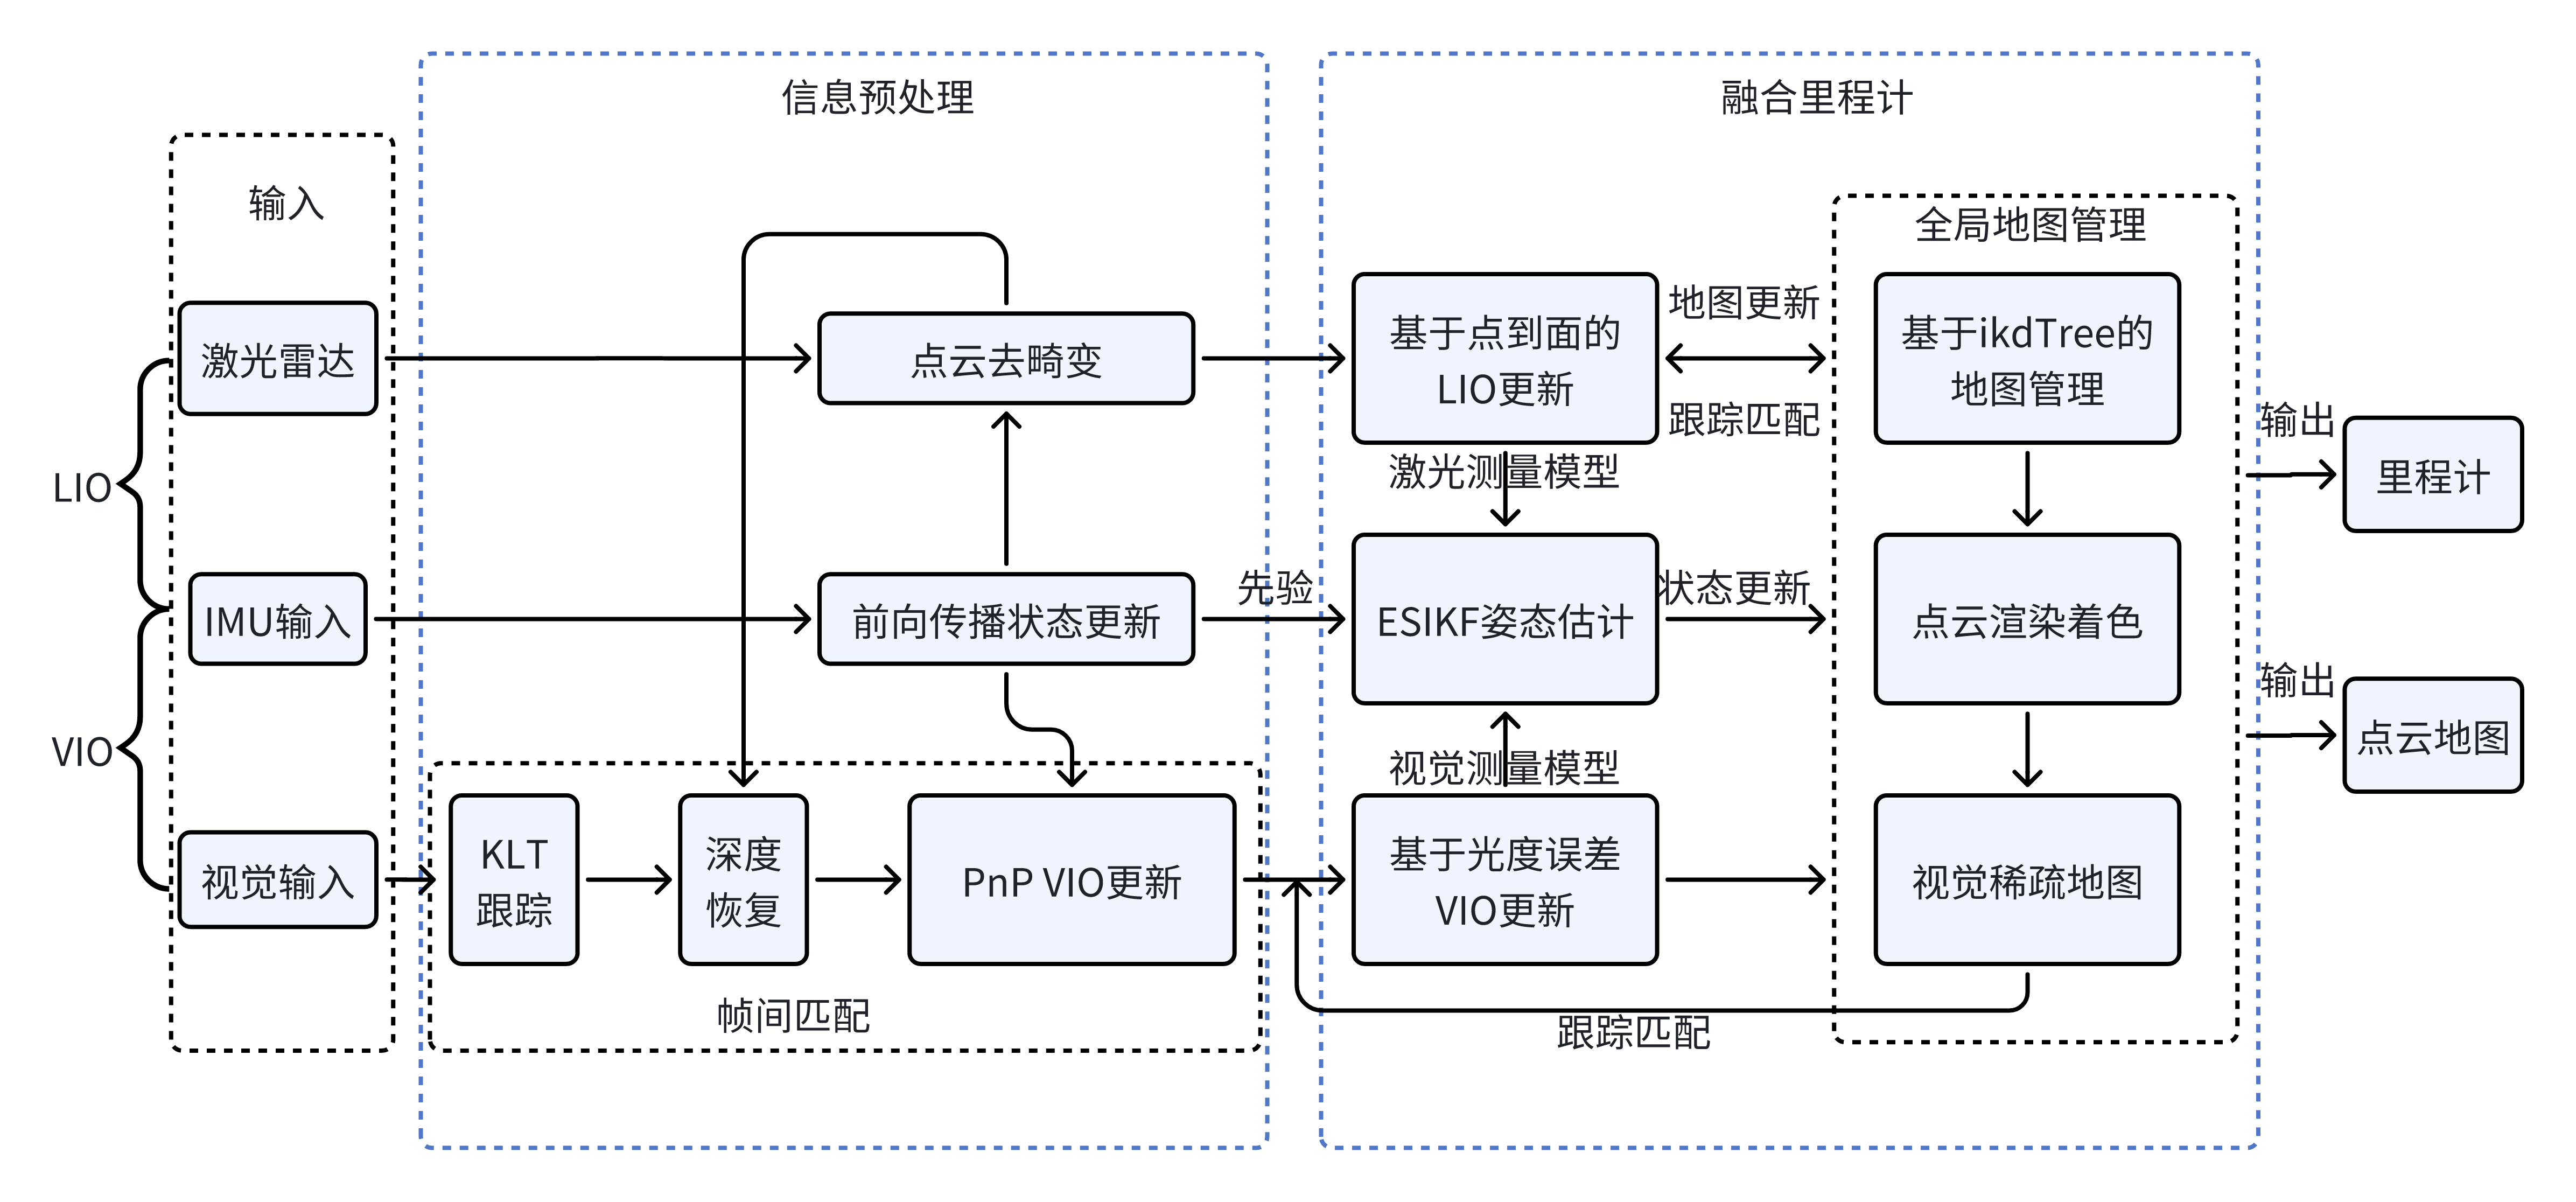 信息预处理
融合里程计
输入
全局地图管理
激光雷达
点云去畸变
基于点到面的
LIO更新
地图更新
跟踪匹配
基于ikdTree的
地图管理
输出
里程计
LIO
激光测量模型
IMU输入
前向传播状态更新
先验
ESIKF姿态估计
状态更新
点云渲染着色
输出
点云地图
VIO
视觉测量模型
视觉输入
KLT
跟踪
深度
恢复
PnP VIO更新
基于光度误差
VIO更新
视觉稀疏地图
帧间匹配
跟踪匹配